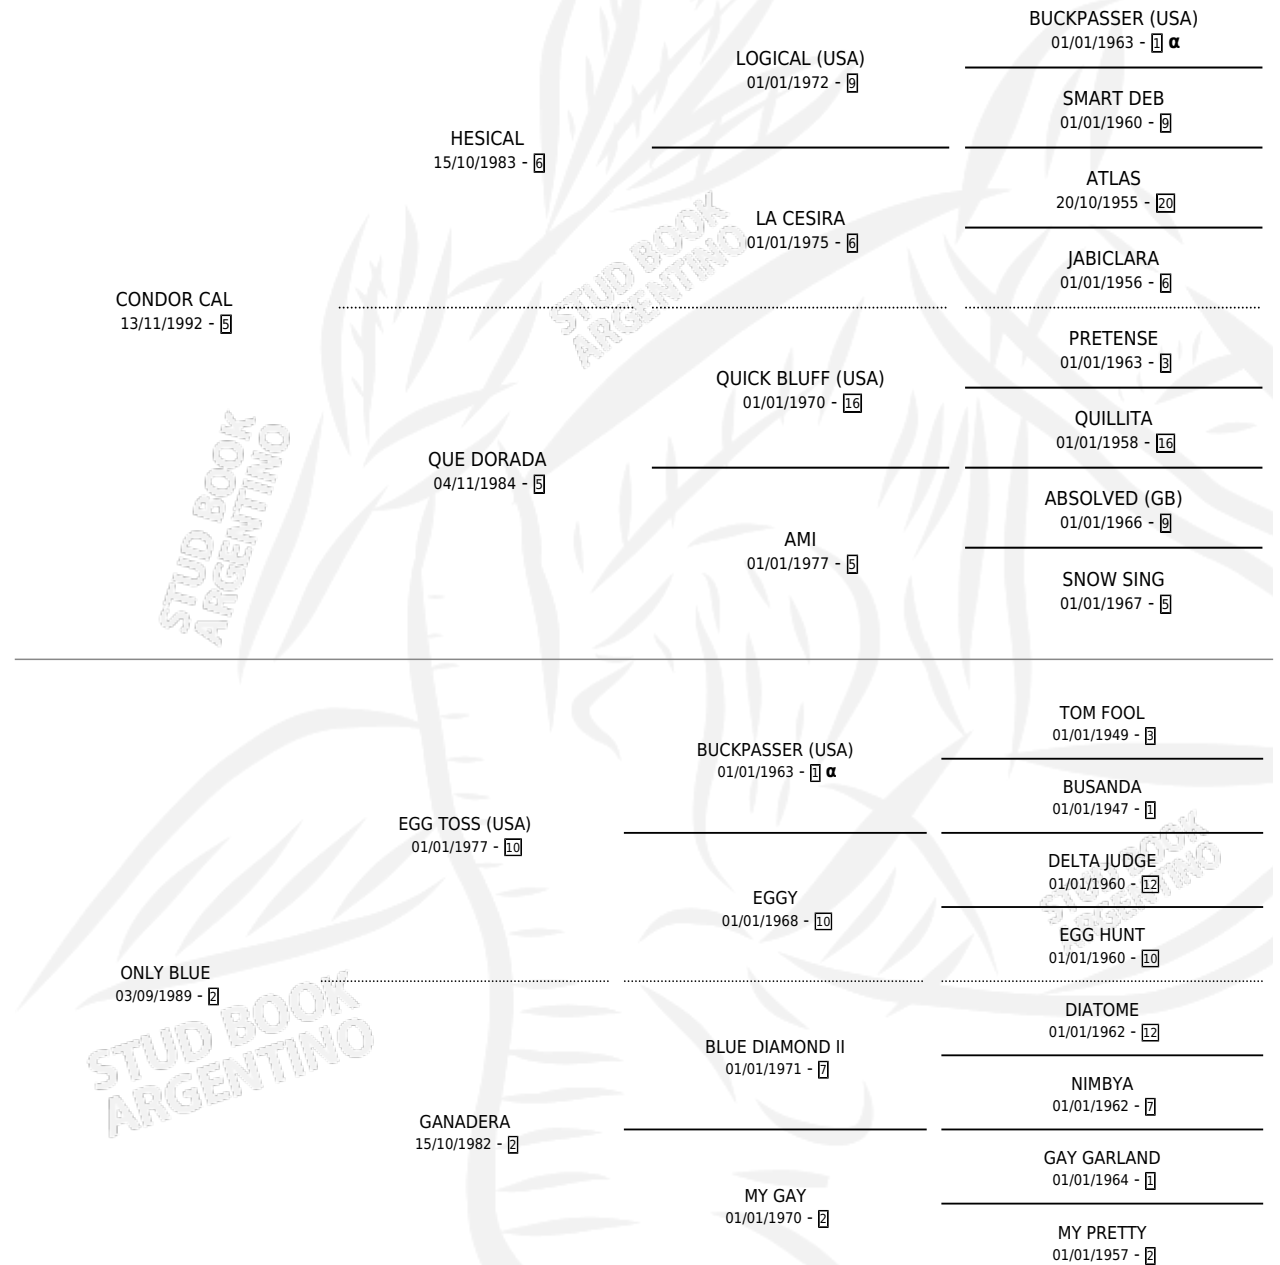 BUCKPASSER (USA)
01/01/1963 - 1 α
LOGICAL (USA)
01/01/1972 - 9
SMART DEB
01/01/1960 - 9
HESICAL
15/10/1983 - 6
ATLAS
20/10/1955 - 20
LA CESIRA
01/01/1975 - 6
JABICLARA
01/01/1956 - 6
CONDOR CAL
13/11/1992 - 5
PRETENSE
01/01/1963 - 3
QUICK BLUFF (USA)
01/01/1970 - 16
QUILLITA
01/01/1958 - 16
QUE DORADA
04/11/1984 - 5
ABSOLVED (GB)
01/01/1966 - 9
AMI
01/01/1977 - 5
SNOW SING
01/01/1967 - 5
STUD BOOK
ARGENTINO
STUD BOOK
ARGENTINO
TOM FOOL
01/01/1949 - 3
BUCKPASSER (USA)
01/01/1963 - 1 α
BUSANDA
01/01/1947 - 1
EGG TOSS (USA)
01/01/1977 - 10
DELTA JUDGE
01/01/1960 - 12
EGGY
01/01/1968 - 10
EGG HUNT
01/01/1960 - 10
ONLY BLUE
03/09/1989 - 2
DIATOME
01/01/1962 - 12
BLUE DIAMOND II
01/01/1971 - 7
NIMBYA
01/01/1962 - 7
GANADERA
15/10/1982 - 2
GAY GARLAND
01/01/1964 - 1
MY GAY
01/01/1970 - 2
MY PRETTY
01/01/1957 - 2
STUD BOOK
ARGENTINO
STUD BOOK
ARGENTINO